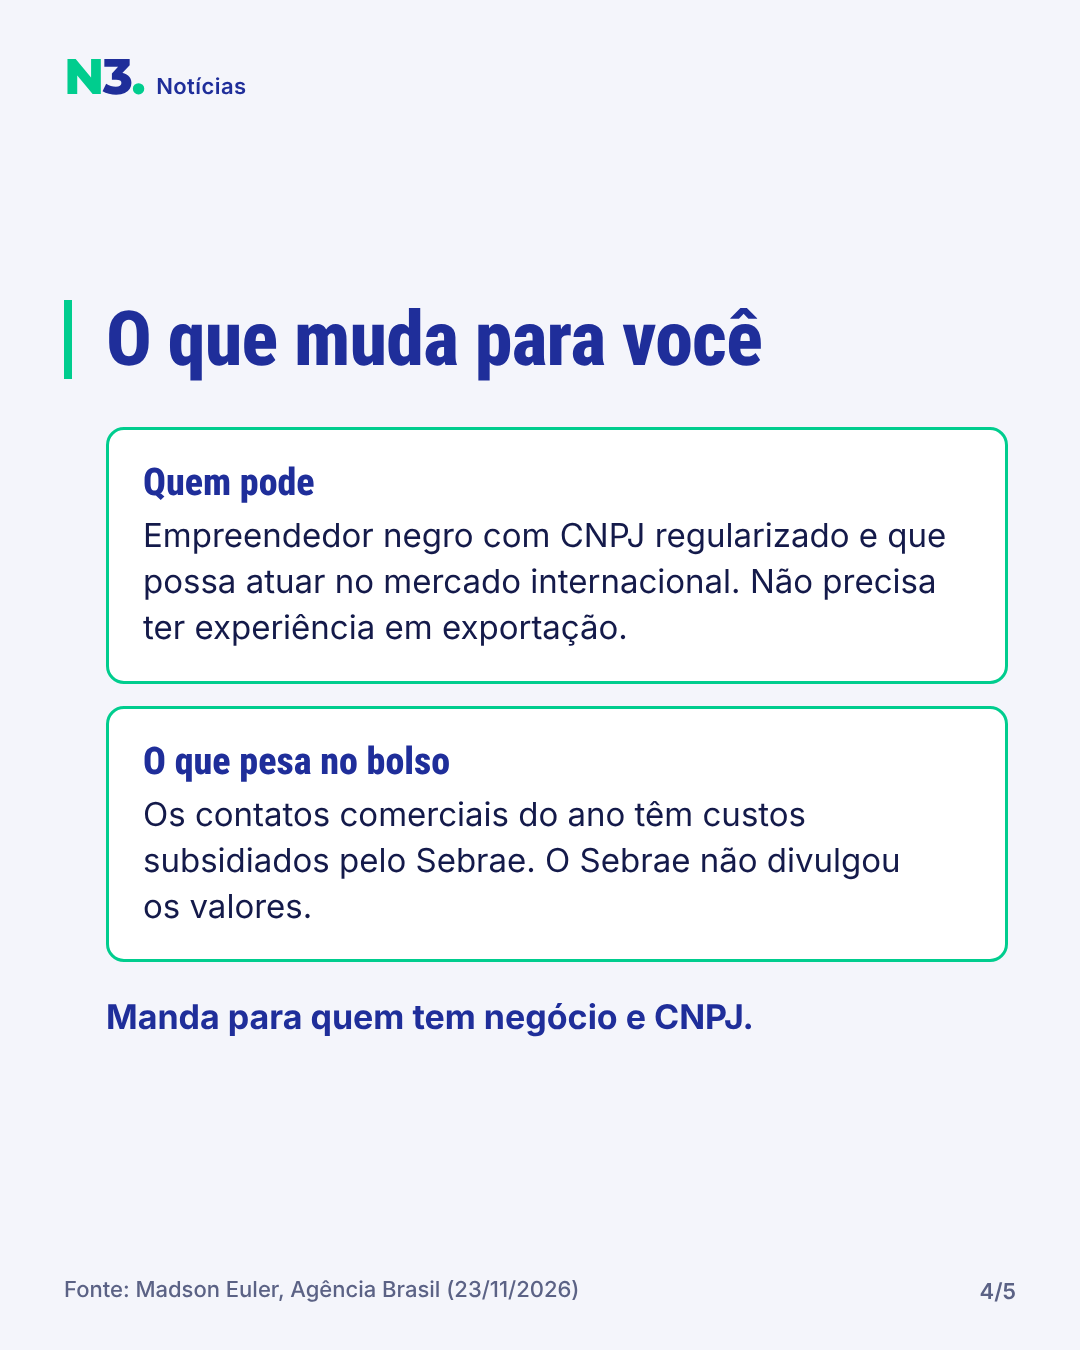 N3. Notícias
O que muda para você
Quem pode
Empreendedor negro com CNPJ regularizado e que
possa atuar no mercado internacional. Não precisa
ter experiência em exportação.
O que pesa no bolso
Os contatos comerciais do ano têm custos
subsidiados pelo Sebrae. O Sebrae não divulgou
os valores.
Manda para quem tem negócio e CNPJ.
Fonte: Madson Euler, Agência Brasil (23/11/2026)
4/5